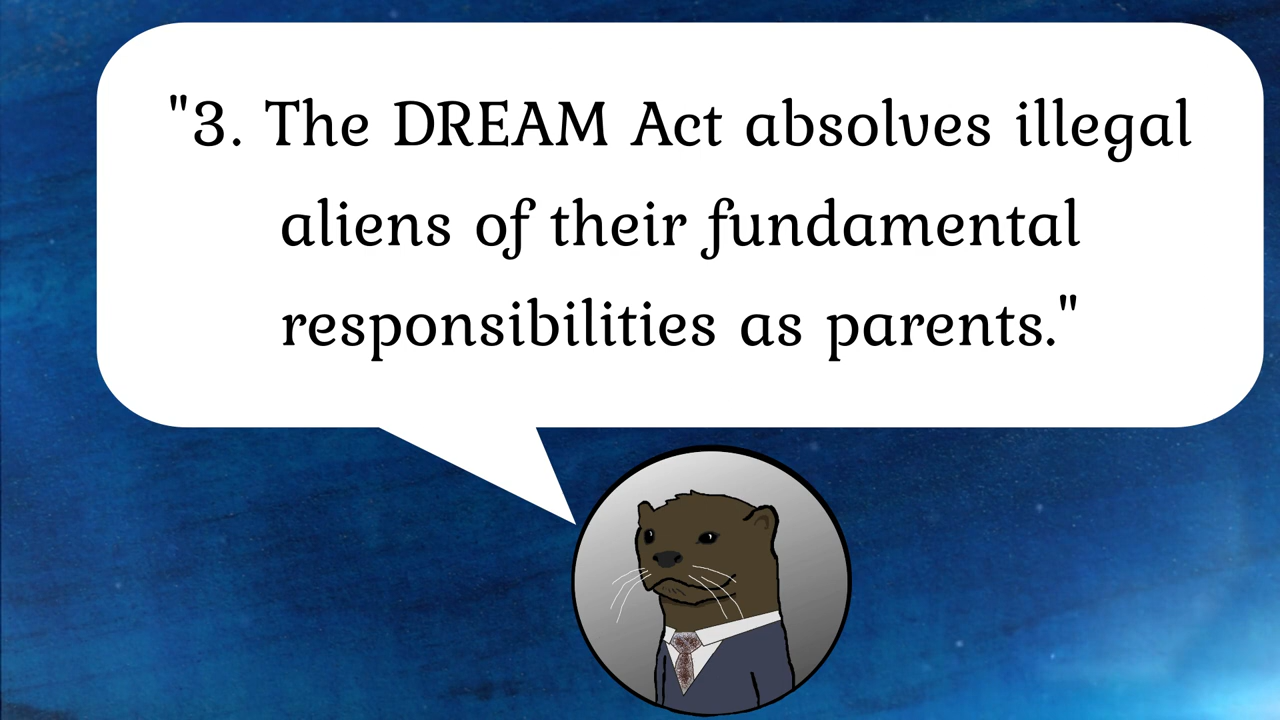 "3. The DREAM Act absolves illegal
aliens of their fundamental
responsibilities as parents."